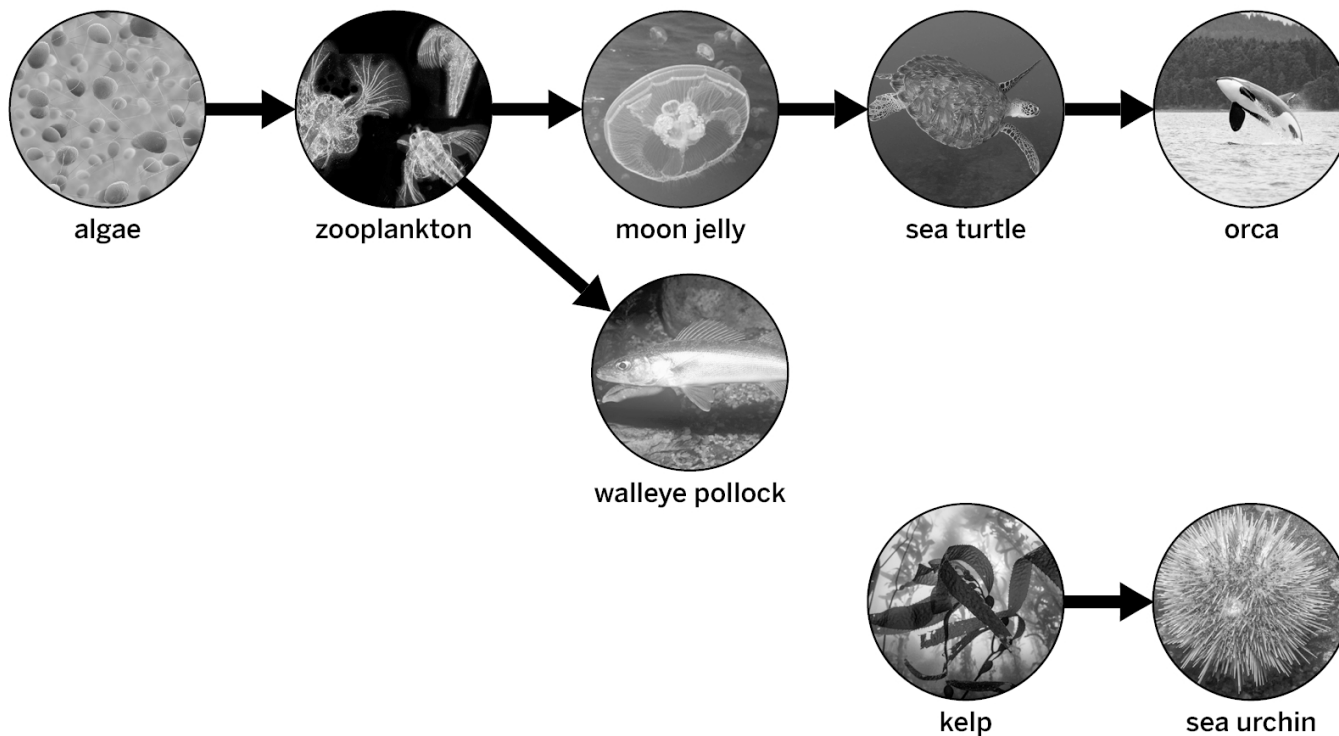 algae
zooplankton
moon jelly
sea turtle
orca
walleye pollock
kelp
sea urchin